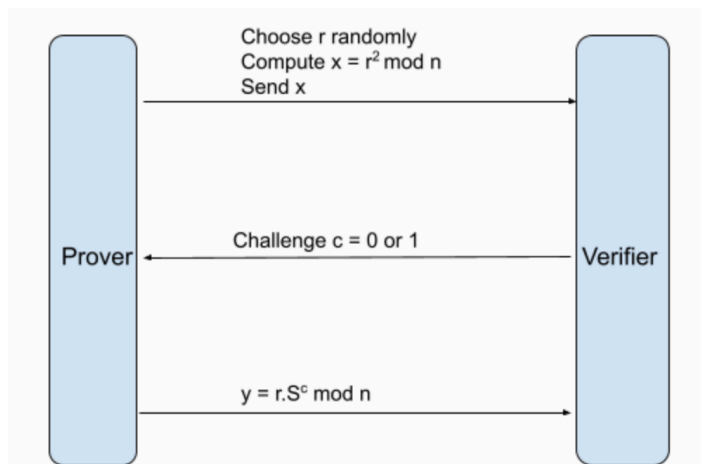 Choose r randomly
Compute x = r² mod n
Send x
Challenge c = 0 or 1
Prover
Verifier
y = r.Sᶜ mod n